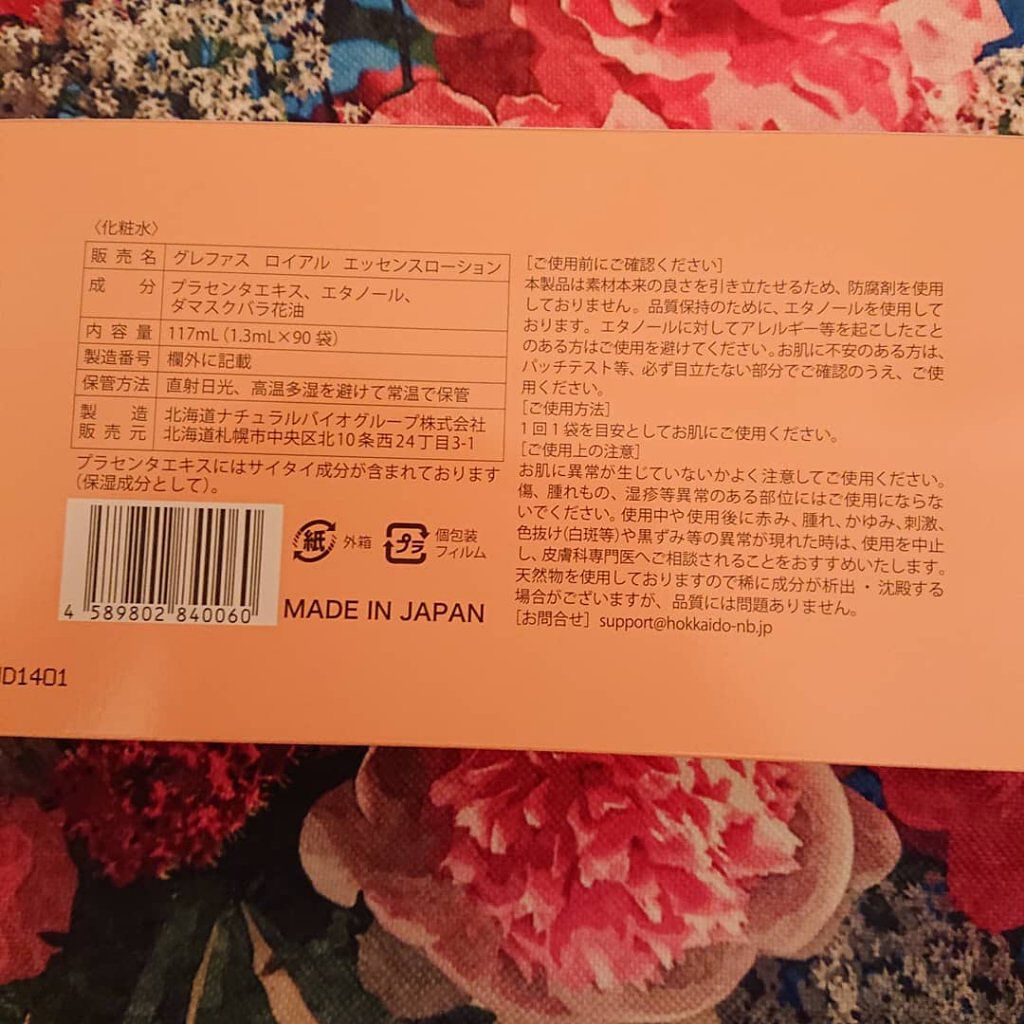 〈化粧水〉
販売名 グレファス ロイアル エッセンスローション
成分 プラセンタエキス、エタノール、
ダマスクバラ花油
内容量 117mL(1.3mL×90袋)
製造番号 欄外に記載
保管方法 直射日光、高温多湿を避けて常温で保管
製造 北海道ナチュラルバイオグループ株式会社
販売元 北海道札幌市中央区北10条西24丁目3-1
プラセンタエキスにはサイタイ成分が含まれております
(保湿成分として)。
紙 外箱
プラ 個包装
フィルム
4 589802 840060
MADE IN JAPAN
D1401
[ご使用前にご確認ください]
本製品は素材本来の良さを引き立たせるため、防腐剤を使用
しておりません。品質保持のために、エタノールを使用して
おります。エタノールに対してアレルギー等を起こしたこと
のある方はご使用を避けてください。お肌に不安のある方は、
パッチテスト等、必ず目立たない部分でご確認のうえ、ご使
用ください。
[ご使用方法]
1回1袋を目安としてお肌にご使用ください。
[ご使用上の注意]
お肌に異常が生じていないかよく注意してご使用ください。
傷、腫れもの、湿疹等異常のある部位にはご使用にならな
いでください。使用中や使用後に赤み、腫れ、かゆみ、刺激、
色抜け(白斑等)や黒ずみ等の異常が現れた時は、使用を中止
し、皮膚科専門医へご相談されることをおすすめいたします。
天然物を使用しておりますので稀に成分が析出・沈殿する
場合がございますが、品質には問題ありません。
[お問合せ] support@hokkaido-nb.jp